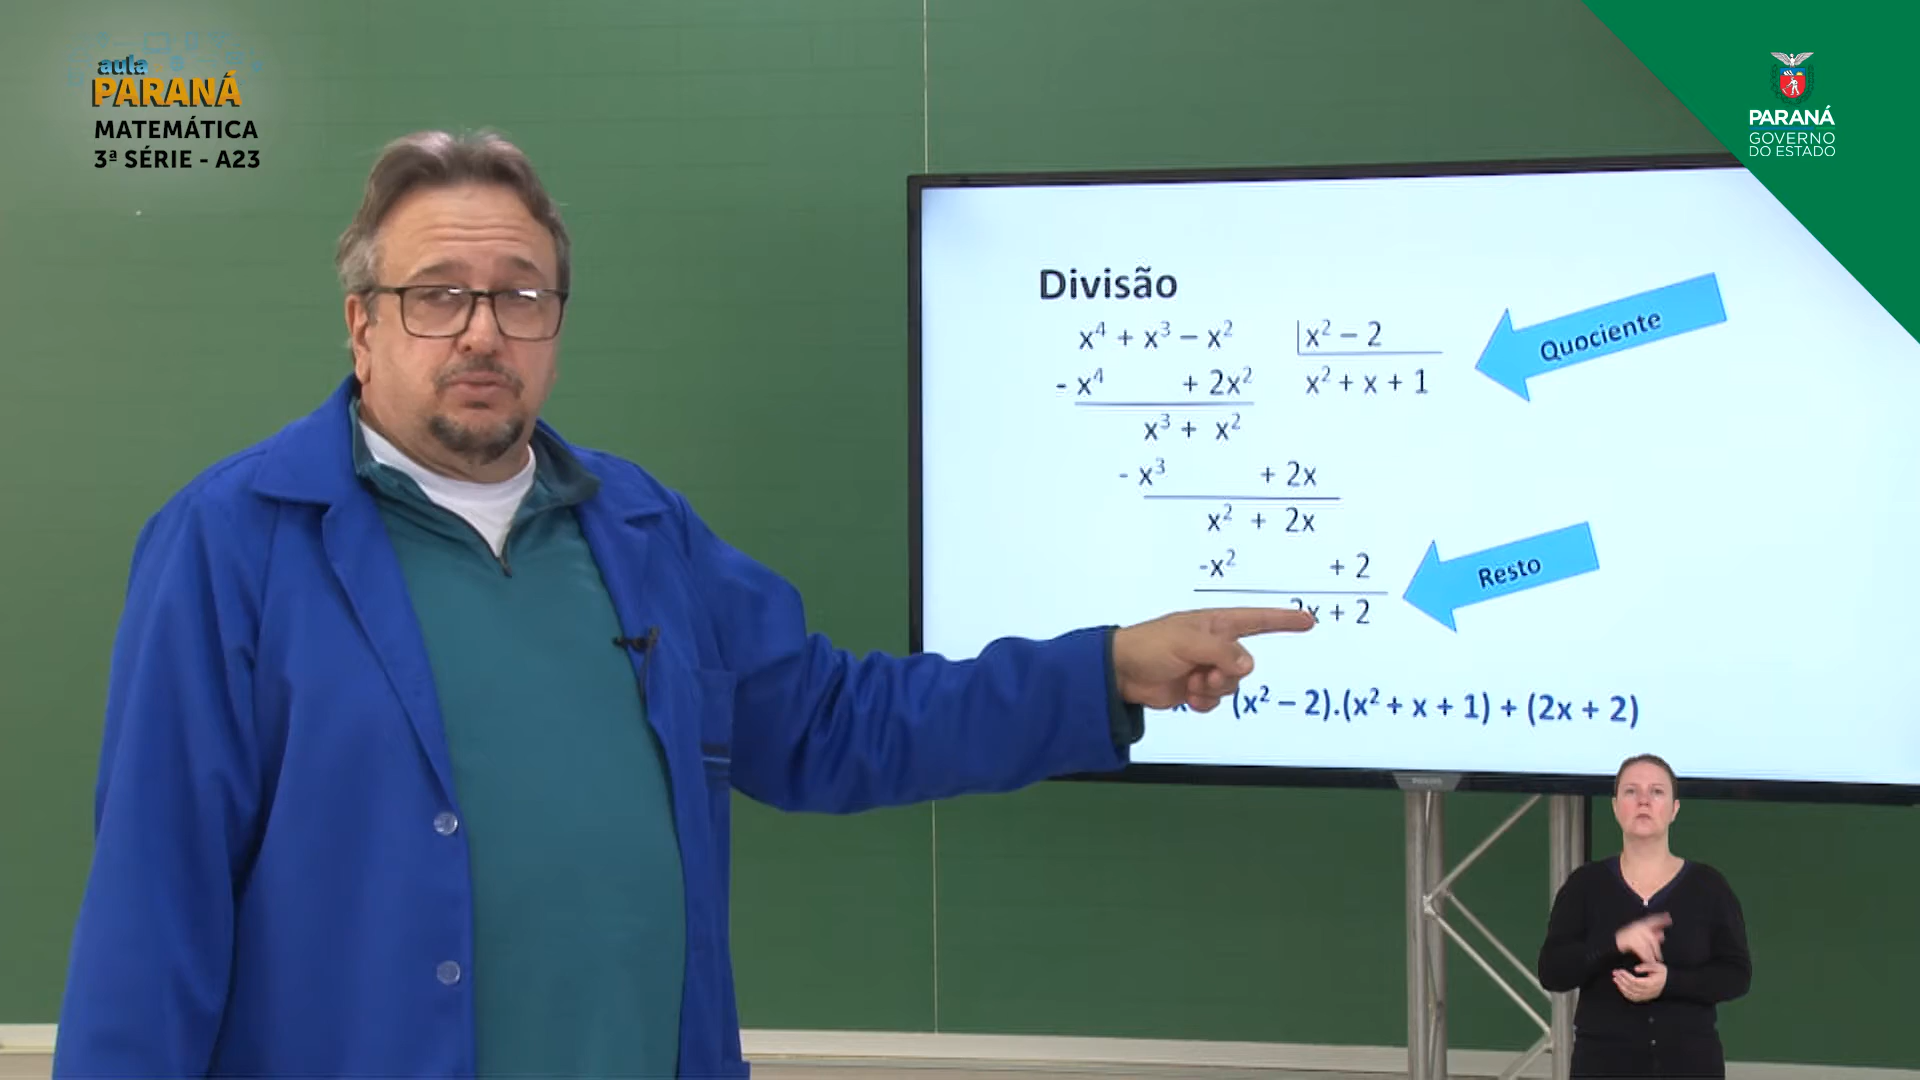 aula
PARANÁ
MATEMÁTICA
3ª SÉRIE - A23
PARANÁ
GOVERNO
DO ESTADO
Divisão
x⁴ + x³ – x² |x² – 2
- x⁴ + 2x² x² + x + 1
Quociente
x³ + x²
- x³ + 2x
x² + 2x
-x² + 2
Resto
2x + 2
(x² – 2).(x² + x + 1) + (2x + 2)